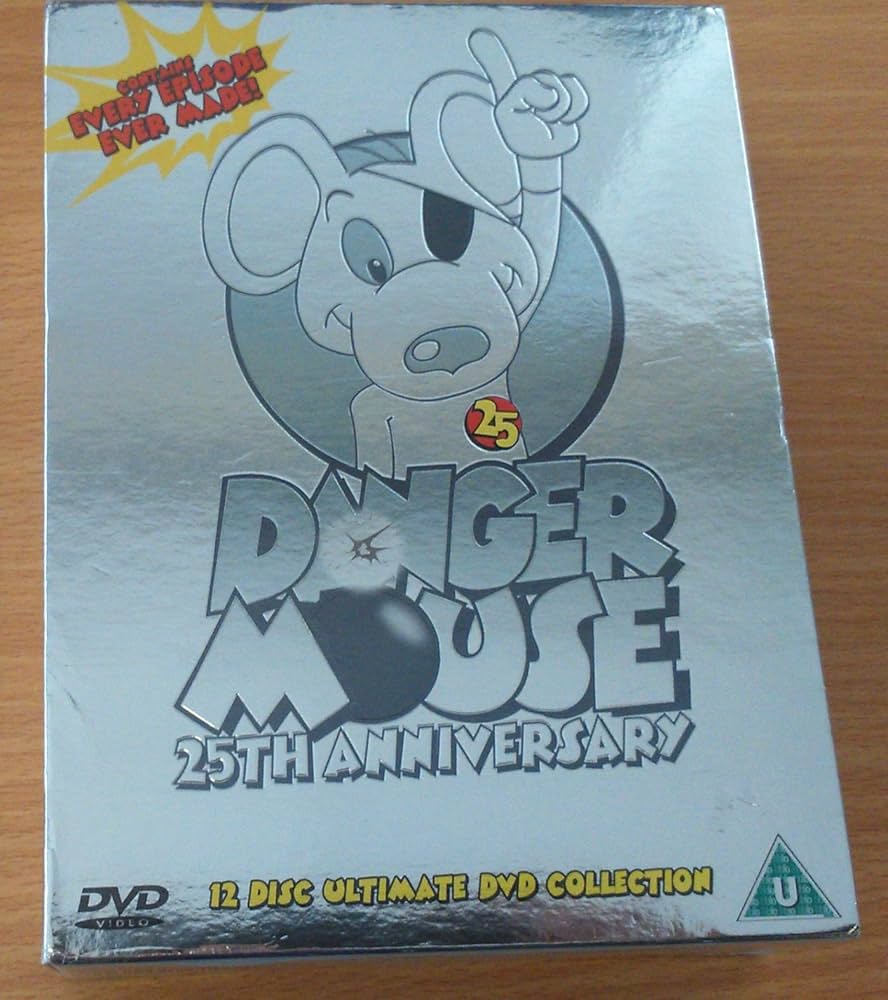 CONTAINS
EVERY EPISODE
EVER MADE!
25
DANGER
MOUSE
25TH ANNIVERSARY
DVD
VIDEO
12 DISC ULTIMATE DVD COLLECTION
U